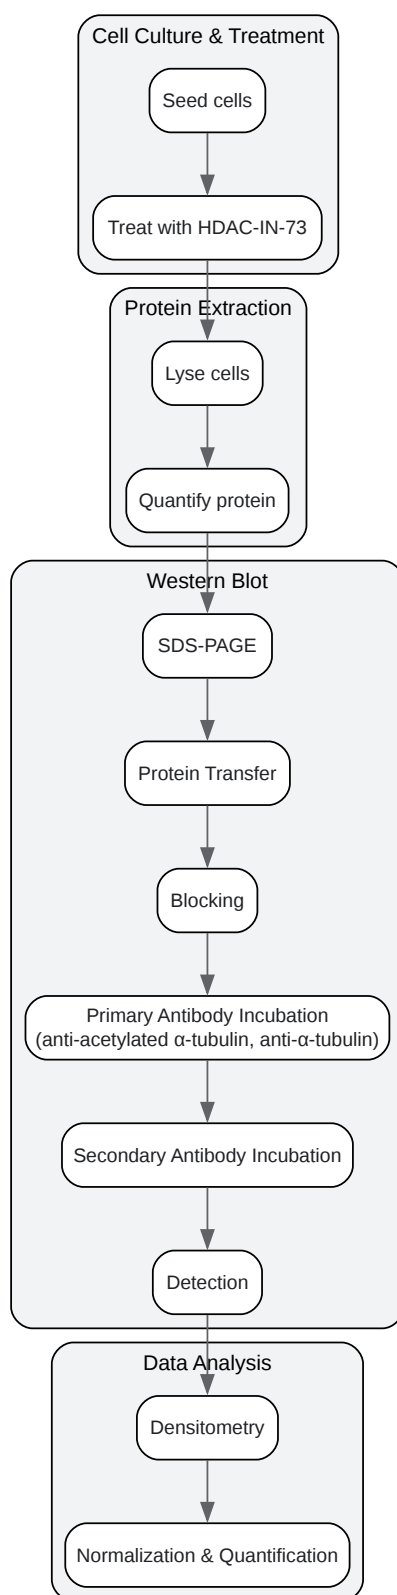 Cell Culture & Treatment
Seed cells
Treat with HDAC-IN-73
Protein Extraction
Lyse cells
Quantify protein
Western Blot
SDS-PAGE
Protein Transfer
Blocking
Primary Antibody Incubation
(anti-acetylated α-tubulin, anti-α-tubulin)
Secondary Antibody Incubation
Detection
Data Analysis
Densitometry
Normalization & Quantification